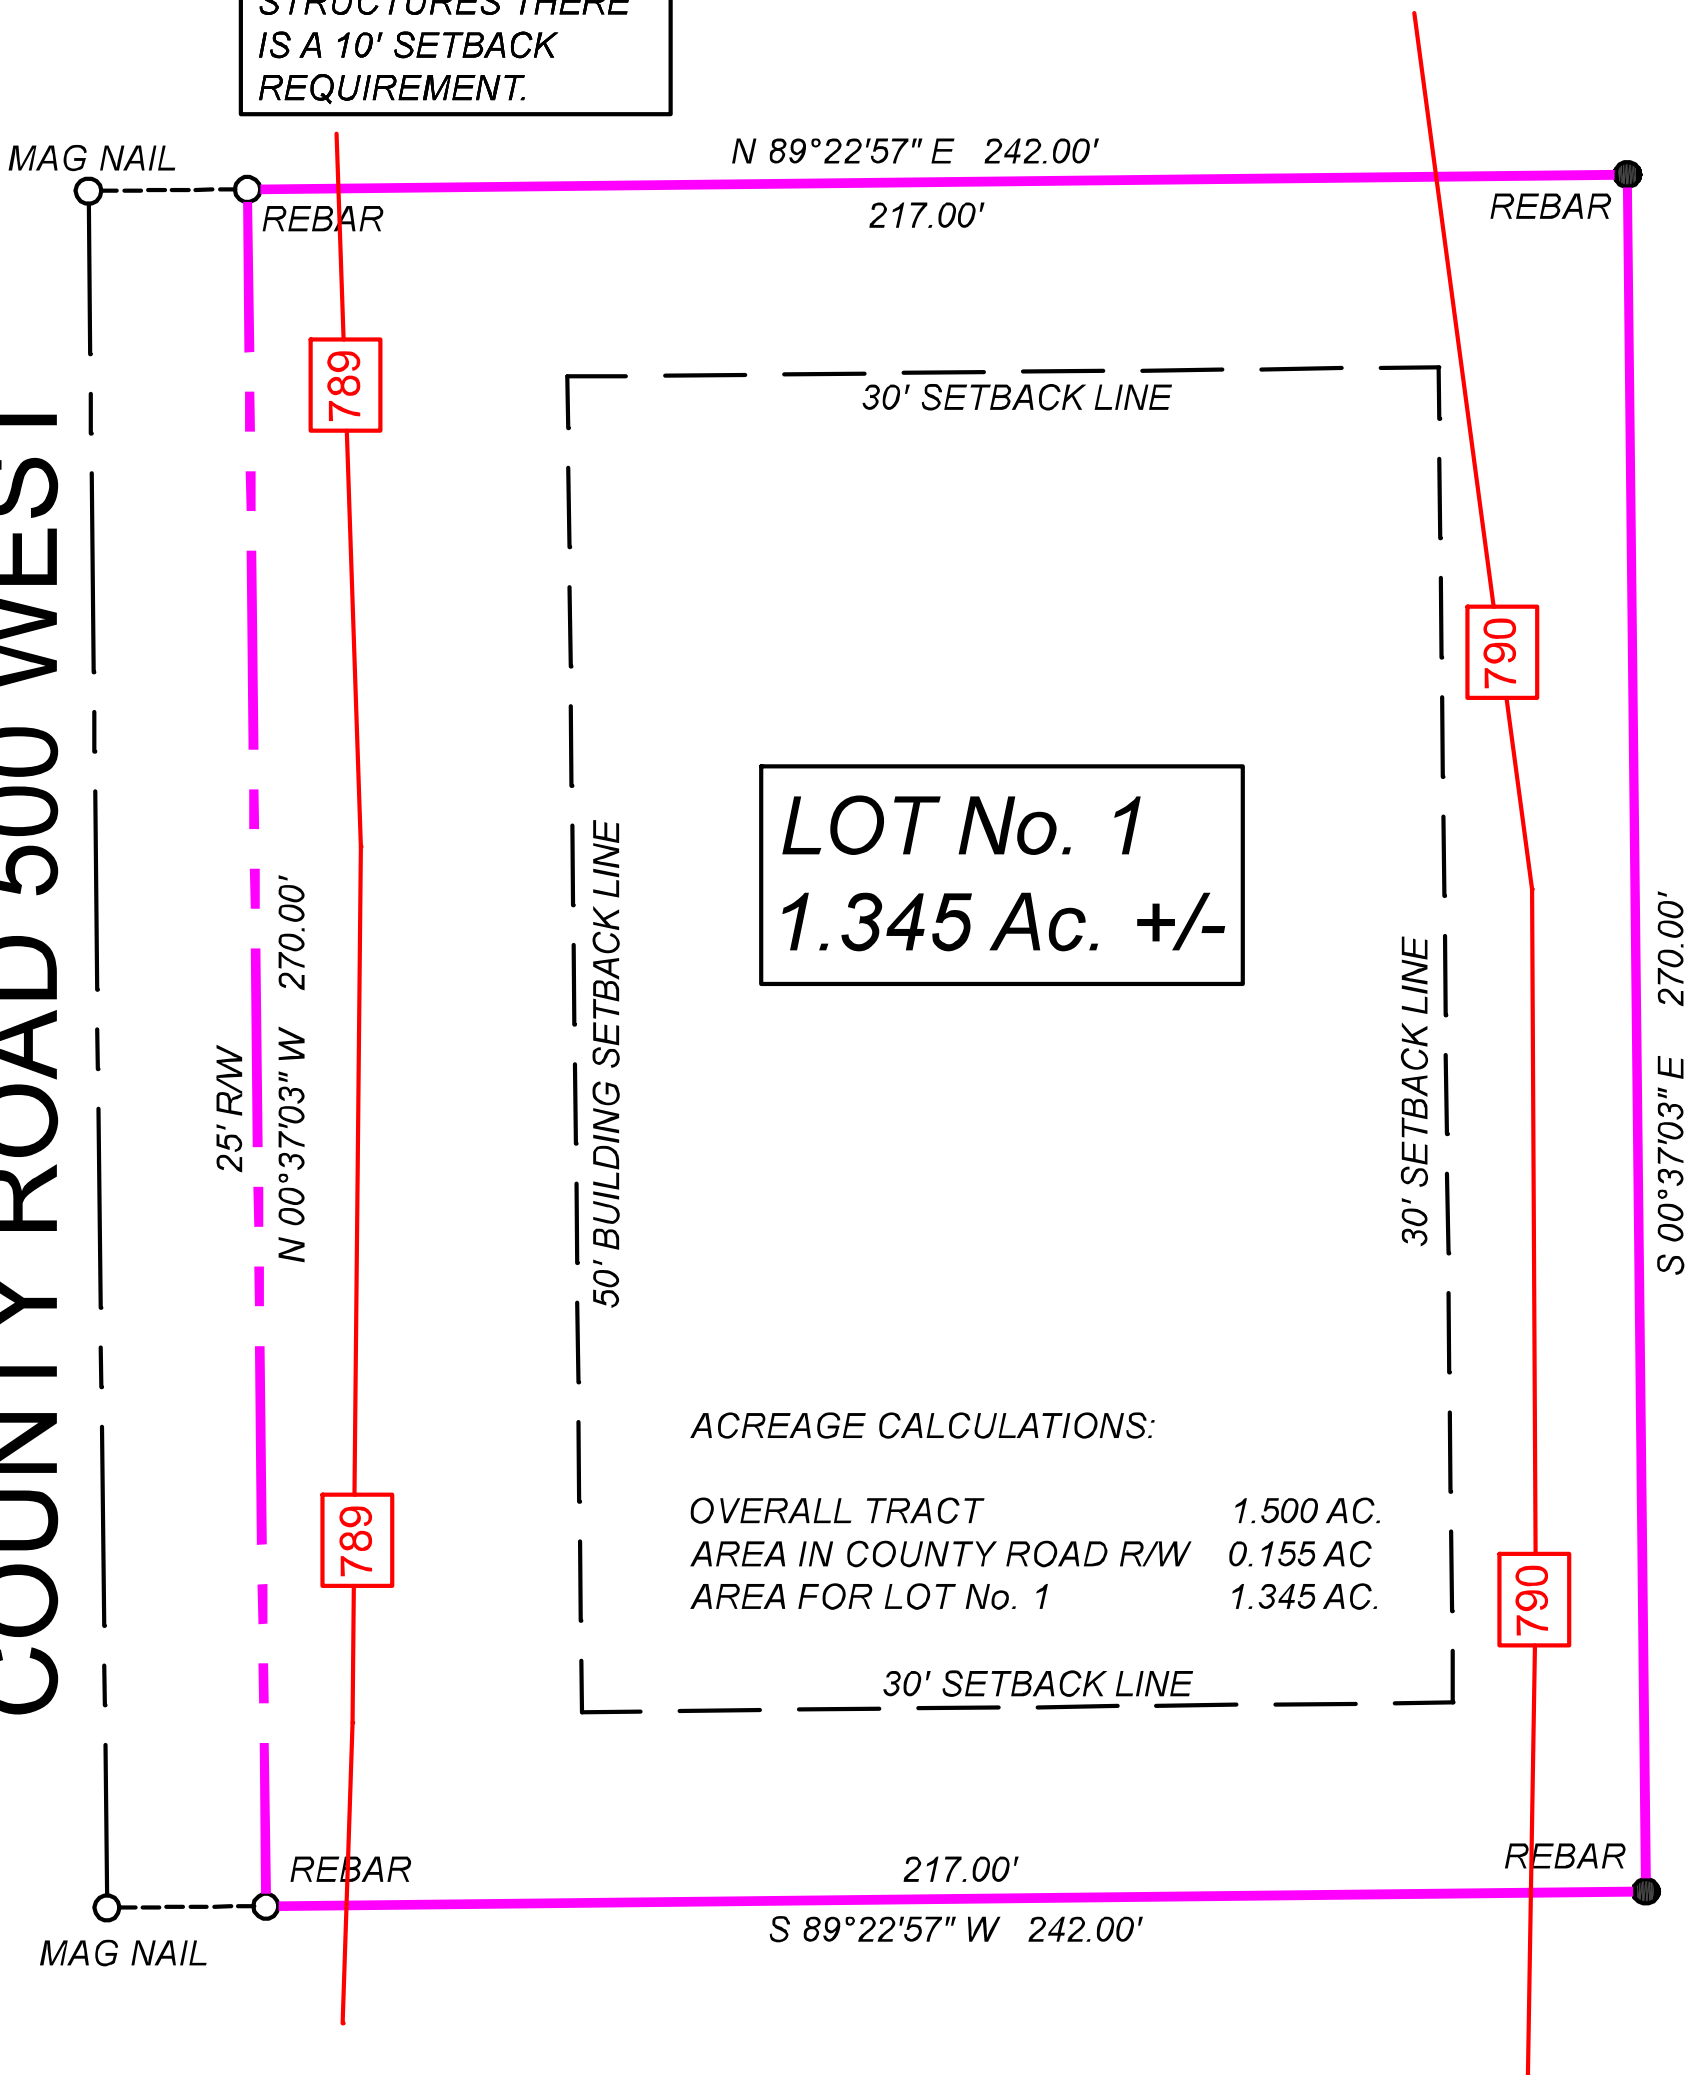 STRUCTURES THERE
IS A 10' SETBACK
REQUIREMENT.
MAG NAIL
N 89°22'57" E 242.00'
REBAR
217.00'
REBAR
789
30' SETBACK LINE
790
COUNTY ROAD 500 WEST
LOT No. 1
1.345 Ac. +/-
25' R/W
N 00°37'03" W 270.00'
50' BUILDING SETBACK LINE
30' SETBACK LINE
S 00°37'03" E 270.00'
ACREAGE CALCULATIONS:
OVERALL TRACT 1.500 AC.
AREA IN COUNTY ROAD R/W 0.155 AC
AREA FOR LOT No. 1 1.345 AC.
789
790
30' SETBACK LINE
REBAR
217.00'
REBAR
S 89°22'57" W 242.00'
MAG NAIL